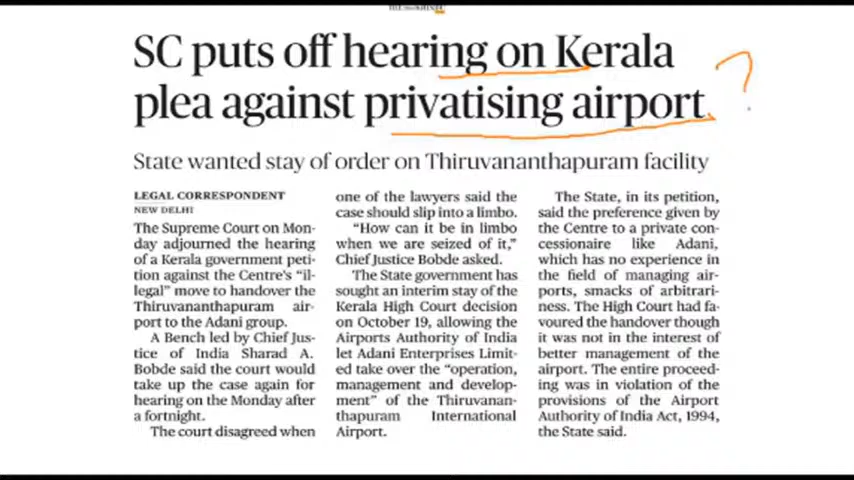 SC puts off hearing on Kerala
plea against privatising airport
?
State wanted stay of order on Thiruvananthapuram facility
LEGAL CORRESPONDENT
NEW DELHI
The Supreme Court on Mon-
day adjourned the hearing
of a Kerala government peti-
tion against the Centre's “il-
legal” move to handover the
Thiruvananthapuram air-
port to the Adani group.
A Bench led by Chief Jus-
tice of India Sharad A.
Bobde said the court would
take up the case again for
hearing on the Monday after
a fortnight.
The court disagreed when
one of the lawyers said the
case should slip into a limbo.
“How can it be in limbo
when we are seized of it,”
Chief Justice Bobde asked.
The State government has
sought an interim stay of the
Kerala High Court decision
on October 19, allowing the
Airports Authority of India
let Adani Enterprises Limit-
ed take over the “operation,
management and develop-
ment” of the Thiruvanan-
thapuram International
Airport.
The State, in its petition,
said the preference given by
the Centre to a private con-
cessionaire like Adani,
which has no experience in
the field of managing air-
ports, smacks of arbitrari-
ness. The High Court had fa-
voured the handover though
it was not in the interest of
better management of the
airport. The entire proceed-
ing was in violation of the
provisions of the Airport
Authority of India Act, 1994,
the State said.